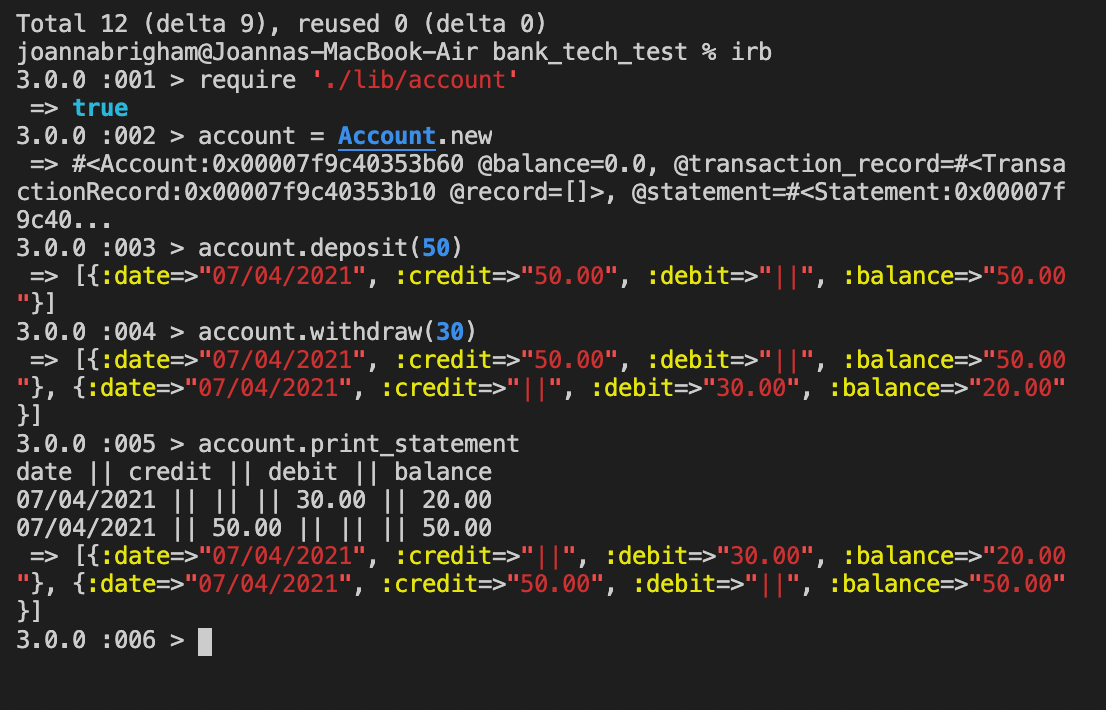 Total 12 (delta 9), reused 0 (delta 0)
joannabrigham@Joannas-MacBook-Air bank_tech_test % irb
3.0.0 :001 > require './lib/account'
 => true
3.0.0 :002 > account = Account.new
 => #<Account:0x00007f9c40353b60 @balance=0.0, @transaction_record=#<Transa
ctionRecord:0x00007f9c40353b10 @record=[]>, @statement=#<Statement:0x00007f
9c40...
3.0.0 :003 > account.deposit(50)
 => [{:date=>"07/04/2021", :credit=>"50.00", :debit=>"||", :balance=>"50.00
"}]
3.0.0 :004 > account.withdraw(30)
 => [{:date=>"07/04/2021", :credit=>"50.00", :debit=>"||", :balance=>"50.00
"}, {:date=>"07/04/2021", :credit=>"||", :debit=>"30.00", :balance=>"20.00"
}]
3.0.0 :005 > account.print_statement
date || credit || debit || balance
07/04/2021 || || || 30.00 || 20.00
07/04/2021 || 50.00 || || || 50.00
 => [{:date=>"07/04/2021", :credit=>"||", :debit=>"30.00", :balance=>"20.00
"}, {:date=>"07/04/2021", :credit=>"50.00", :debit=>"||", :balance=>"50.00"
}]
3.0.0 :006 >